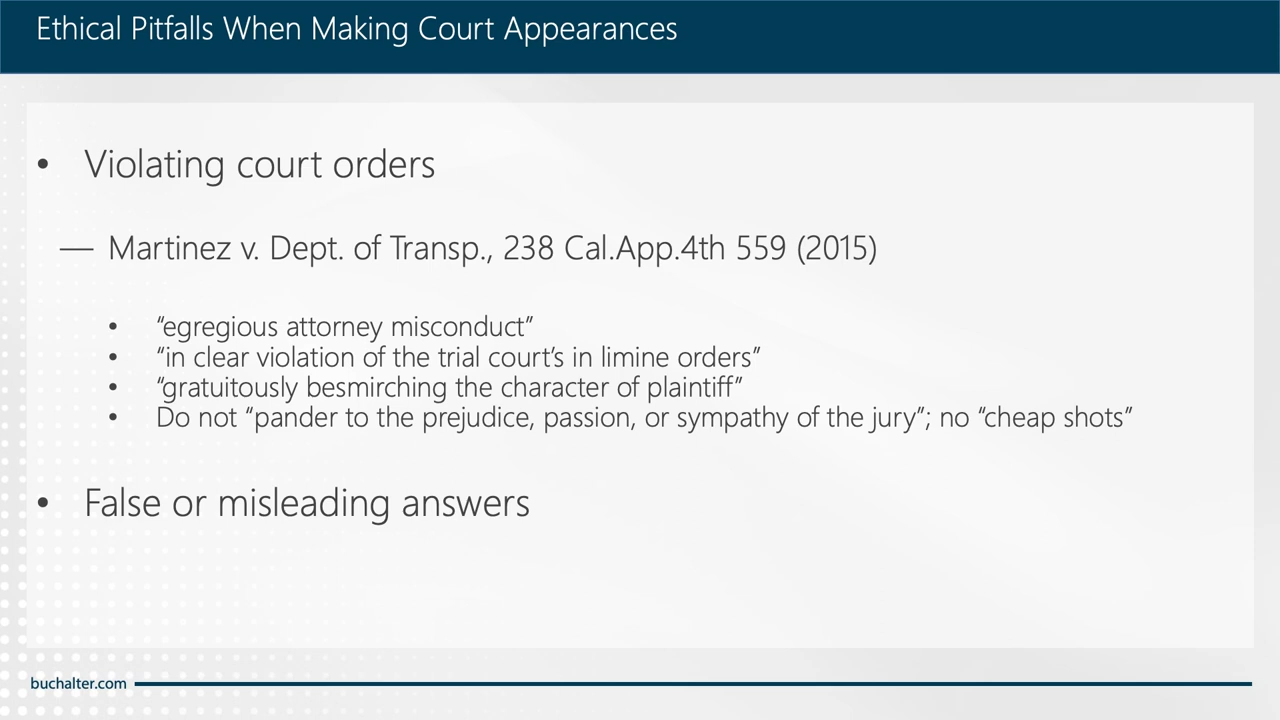 Ethical Pitfalls When Making Court Appearances
• Violating court orders
— Martinez v. Dept. of Transp., 238 Cal.App.4th 559 (2015)
• “egregious attorney misconduct”
• “in clear violation of the trial court’s in limine orders”
• “gratuitously besmirching the character of plaintiff”
• Do not “pander to the prejudice, passion, or sympathy of the jury”; no “cheap shots”
• False or misleading answers
buchalter.com